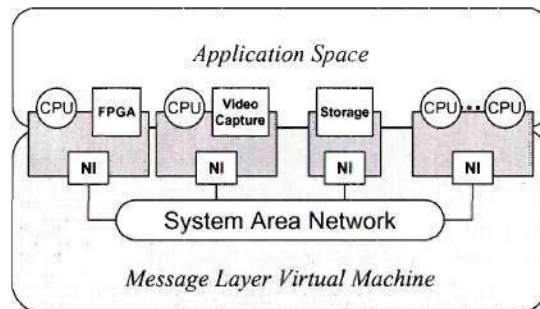 Application Space
CPU FPGA CPU Video Capture Storage CPU CPU
NI NI NI NI
System Area Network
Message Layer Virtual Machine